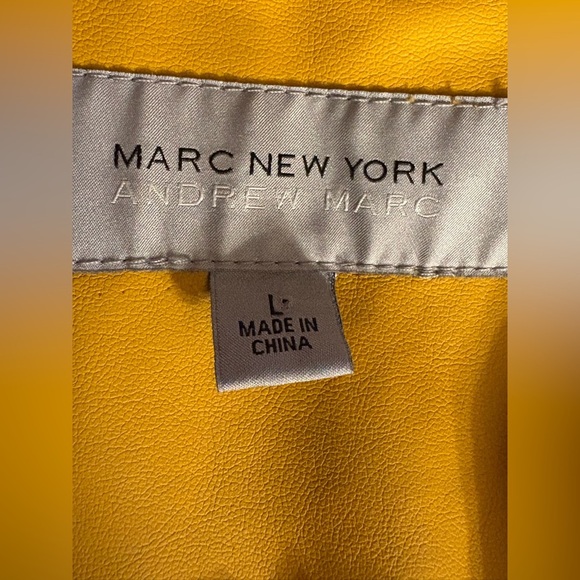 MARC NEW YORK
ANDREW MARC
L
MADE IN
CHINA